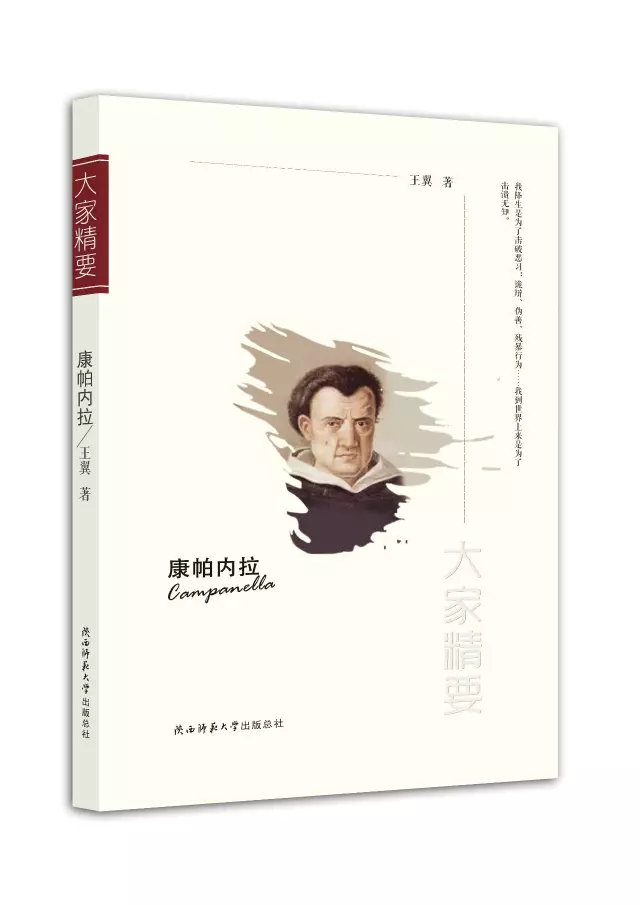 大家精要
康帕内拉/王翼 著
陕西师范大学出版总社
王翼 著
我降生是为了击破恶习：诡辩、伪善、残暴行为……我到世界上来是为了
击溃无知。
康帕内拉
Campanella
大家精要
陕西师范大学出版总社